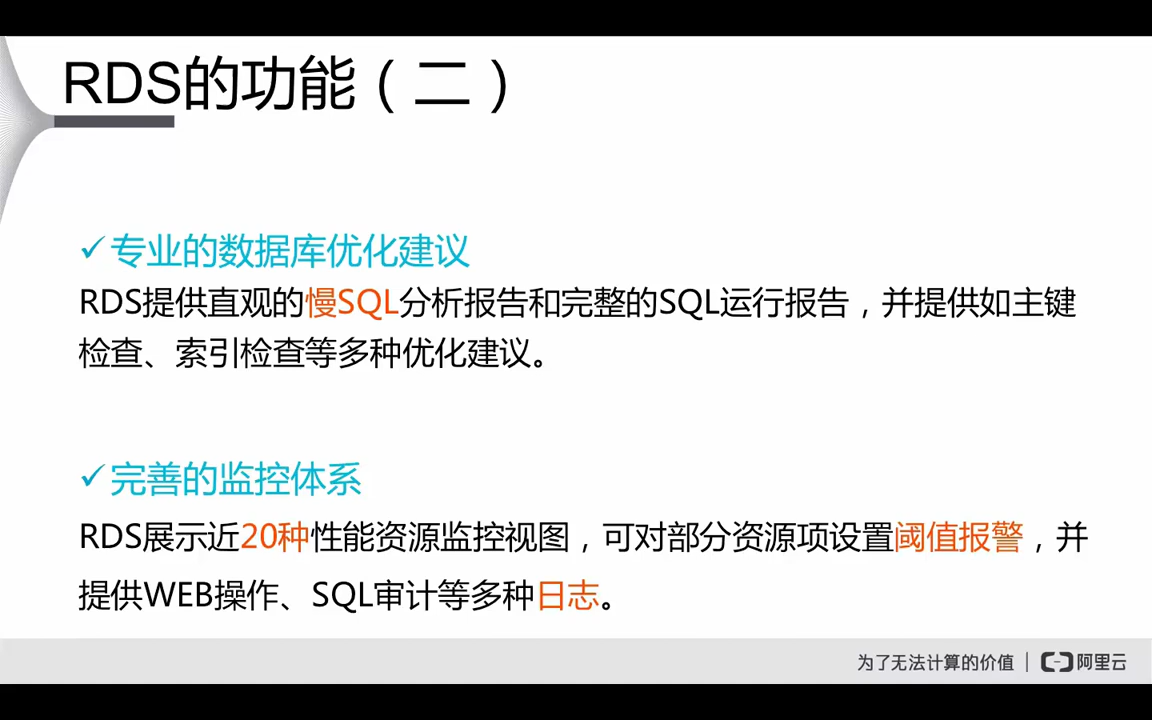 RDS的功能（二）
✓专业的数据库优化建议
RDS提供直观的慢SQL分析报告和完整的SQL运行报告，并提供如主键
检查、索引检查等多种优化建议。
✓完善的监控体系
RDS展示近20种性能资源监控视图，可对部分资源项设置阈值报警，并
提供WEB操作、SQL审计等多种日志。
为了无法计算的价值 | 阿里云